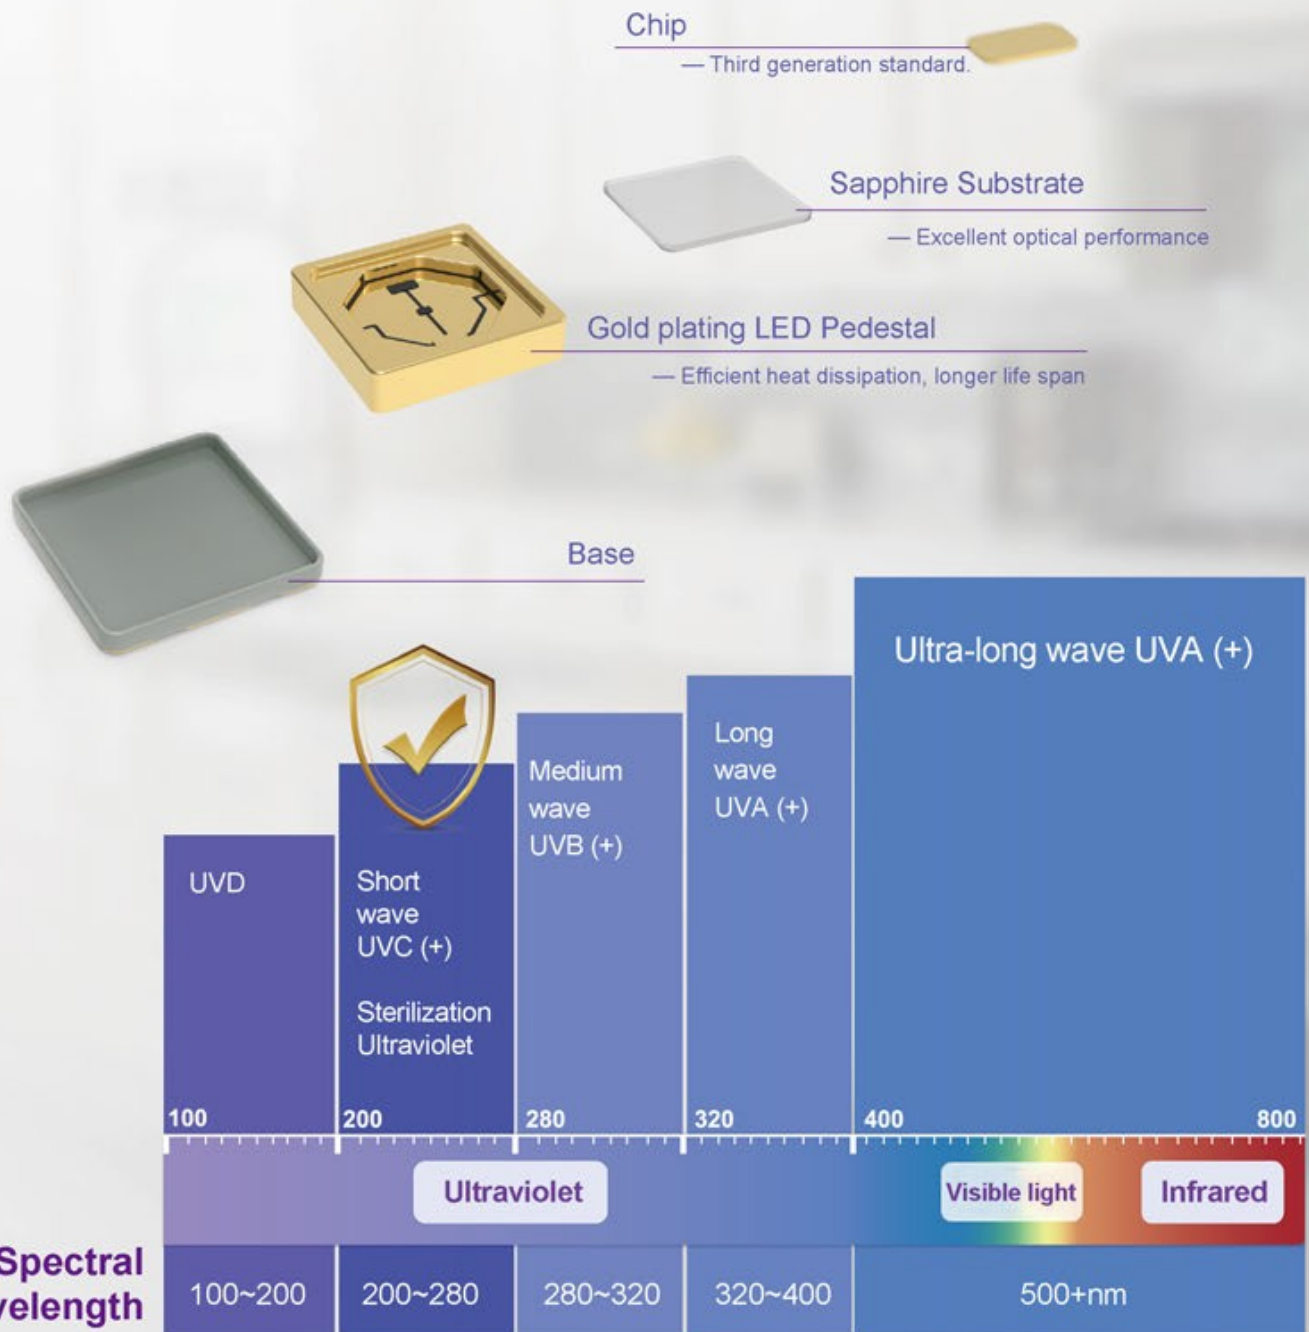 Chip
— Third generation standard.
Sapphire Substrate
— Excellent optical performance
Gold plating LED Pedestal
— Efficient heat dissipation, longer life span
Base
Ultra-long wave UVA (+)
Long
wave
UVA (+)
Medium
wave
UVB (+)
UVD
Short
wave
UVC (+)
Sterilization
Ultraviolet
100 200 280 320 400 800
Ultraviolet Visible light Infrared
Spectral
velength
100~200 200~280 280~320 320~400 500+nm